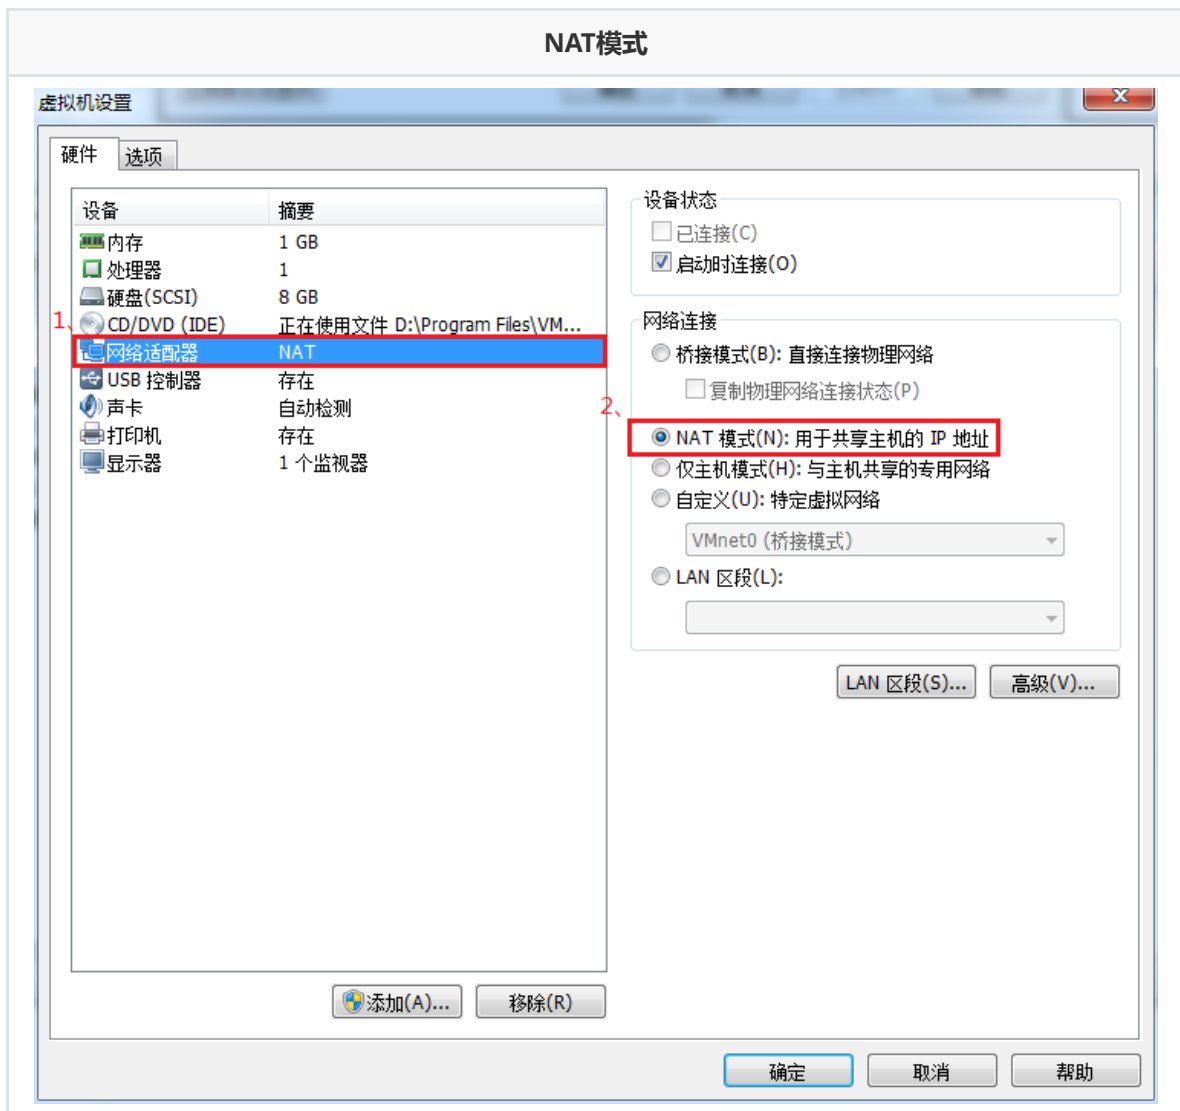 NAT模式
虚拟机设置
硬件 选项
设备 摘要
内存 1 GB
处理器 1
硬盘(SCSI) 8 GB
1、
CD/DVD (IDE) 正在使用文件 D:\Program Files\VM...
网络适配器 NAT
USB 控制器 存在
声卡 自动检测
打印机 存在
显示器 1 个监视器
添加(A)... 移除(R)
设备状态
已连接(C)
启动时连接(O)
网络连接
桥接模式(B): 直接连接物理网络
复制物理网络连接状态(P)
2、
NAT 模式(N): 用于共享主机的 IP 地址
仅主机模式(H): 与主机共享的专用网络
自定义(U): 特定虚拟网络
VMnet0 (桥接模式)
LAN 区段(L):
LAN 区段(S)... 高级(V)...
确定 取消 帮助